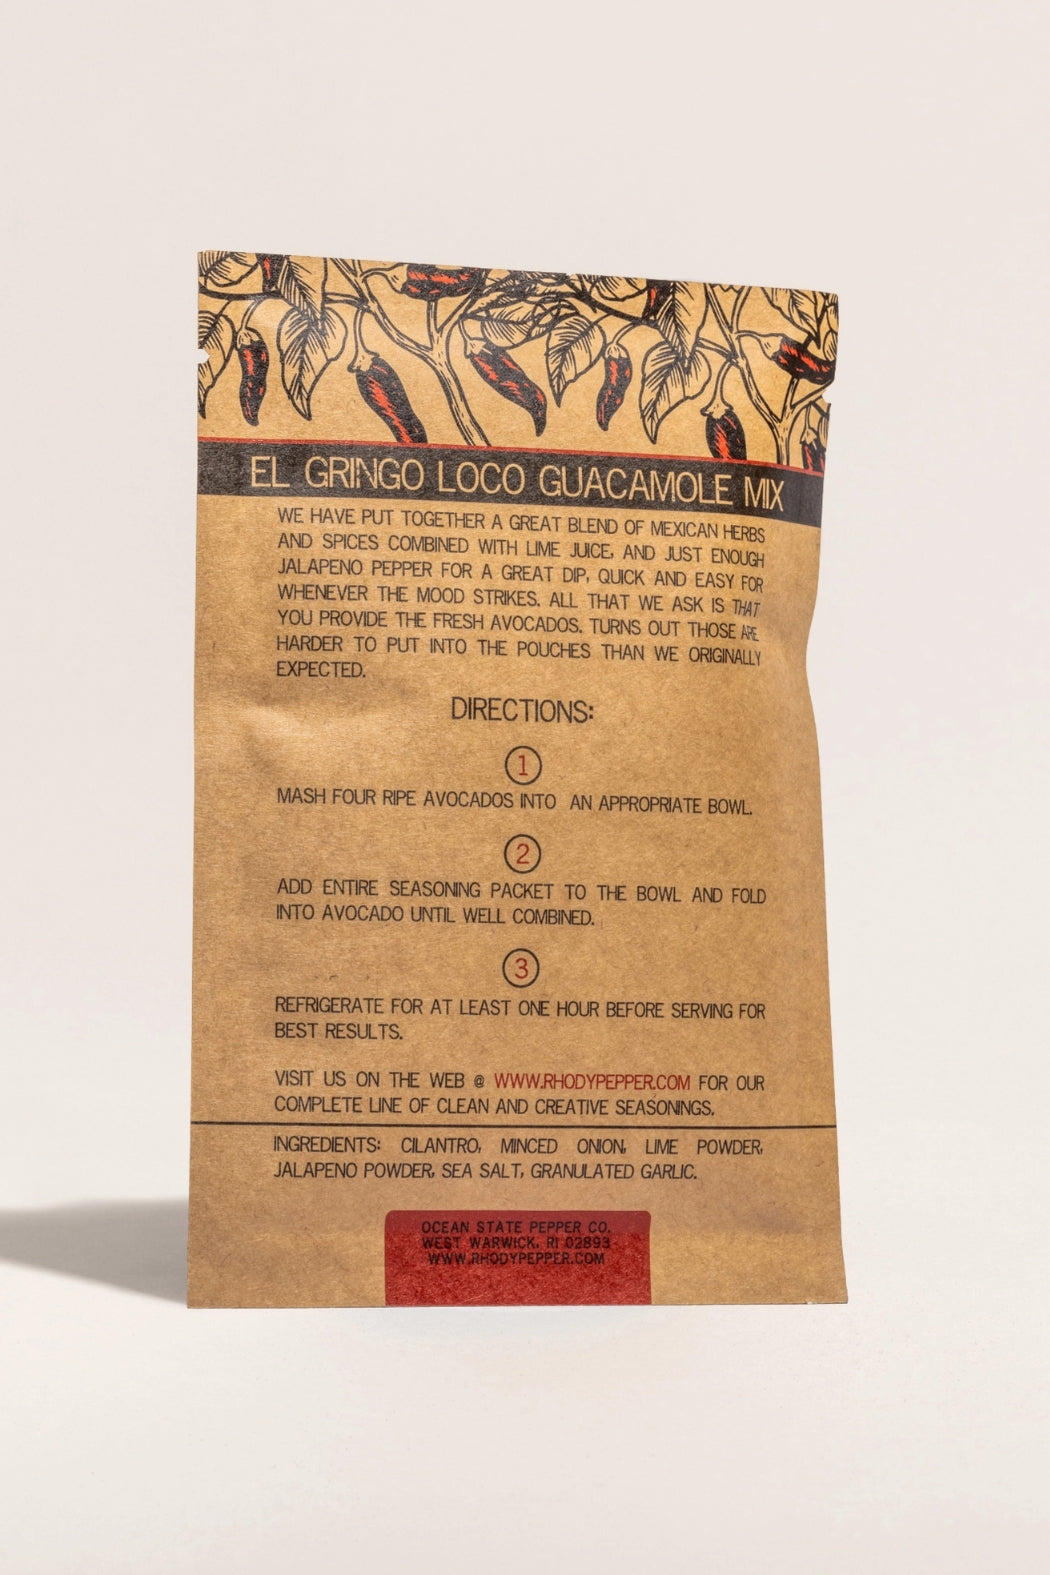 EL GRINGO LOCO GUACAMOLE MIX
WE HAVE PUT TOGETHER A GREAT BLEND OF MEXICAN HERBS
AND SPICES COMBINED WITH LIME JUICE, AND JUST ENOUGH
JALAPENO PEPPER FOR A GREAT DIP, QUICK AND EASY FOR
WHENEVER THE MOOD STRIKES. ALL THAT WE ASK IS THAT
YOU PROVIDE THE FRESH AVOCADOS. TURNS OUT THOSE ARE
HARDER TO PUT INTO THE POUCHES THAN WE ORIGINALLY
EXPECTED.
DIRECTIONS:
1
MASH FOUR RIPE AVOCADOS INTO AN APPROPRIATE BOWL.
2
ADD ENTIRE SEASONING PACKET TO THE BOWL AND FOLD
INTO AVOCADO UNTIL WELL COMBINED.
3
REFRIGERATE FOR AT LEAST ONE HOUR BEFORE SERVING FOR
BEST RESULTS.
VISIT US ON THE WEB @ WWW.RHODYPEPPER.COM FOR OUR
COMPLETE LINE OF CLEAN AND CREATIVE SEASONINGS.
INGREDIENTS: CILANTRO, MINCED ONION, LIME POWDER,
JALAPENO POWDER, SEA SALT, GRANULATED GARLIC.
OCEAN STATE PEPPER CO.
WEST WARWICK, RI 02893
WWW.RHODYPEPPER.COM